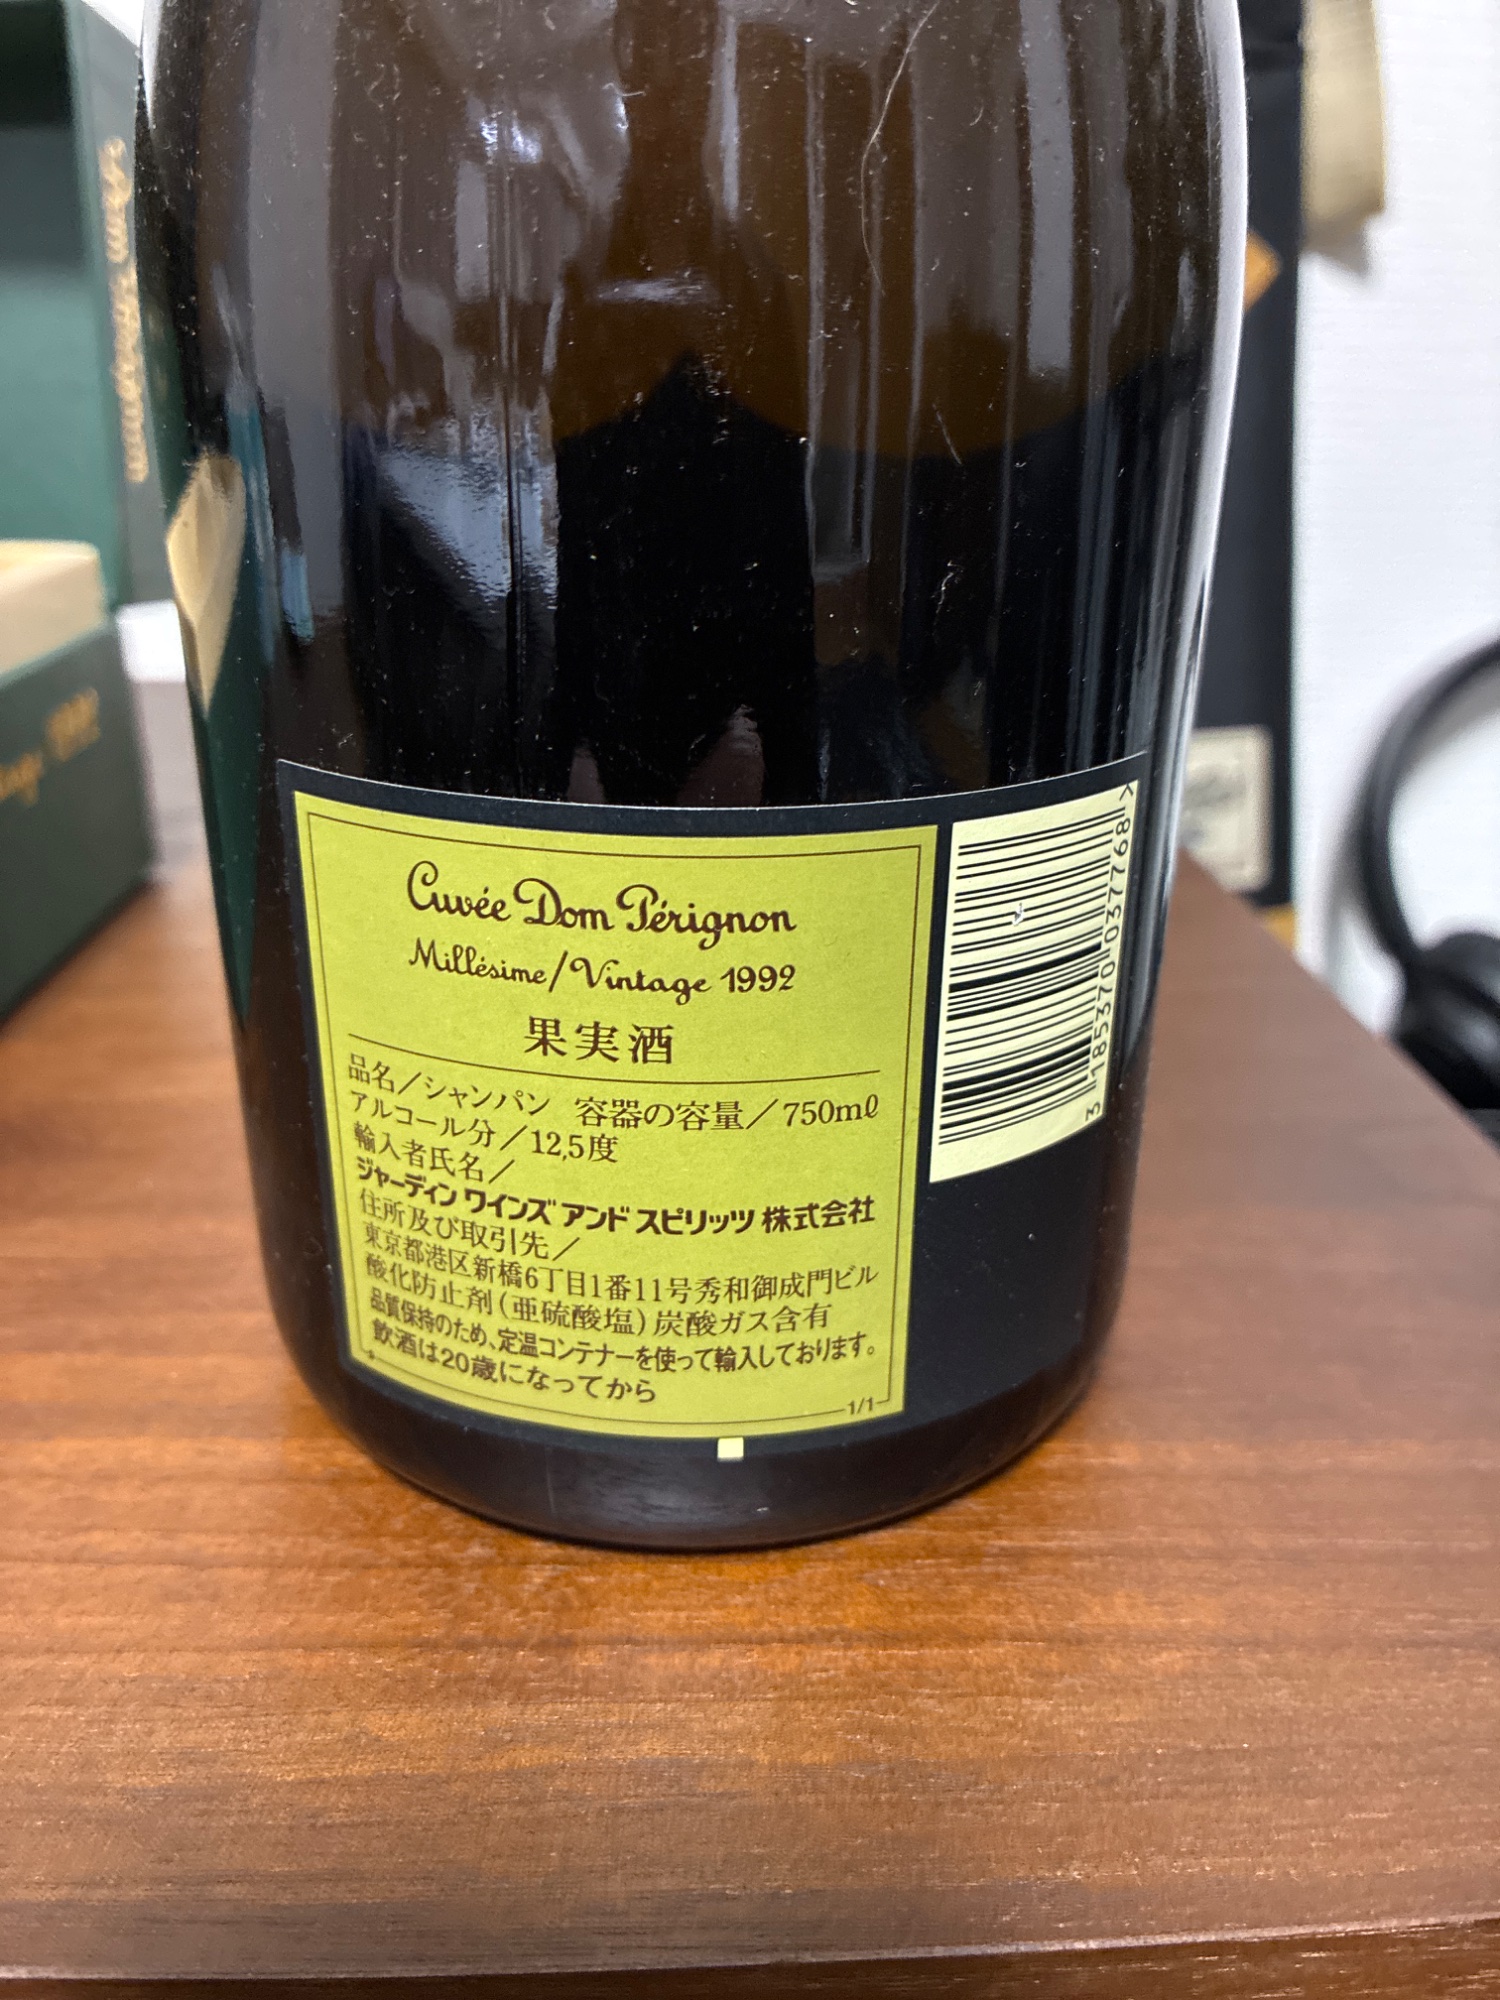 Cuvée Dom Pérignon
Millésime/Vintage 1992
果実酒
品名／シャンパン 容器の容量／750mℓ
アルコール分／12,5度
輸入者氏名／
ジャーディン ワインズ アンド スピリッツ 株式会社
住所及び取引先／
東京都港区新橋6丁目1番11号秀和御成門ビル
酸化防止剤(亜硫酸塩)炭酸ガス含有
品質保持のため、定温コンテナーを使って輸入しております。
飲酒は20歳になってから
1/1
3 185370 037768 >